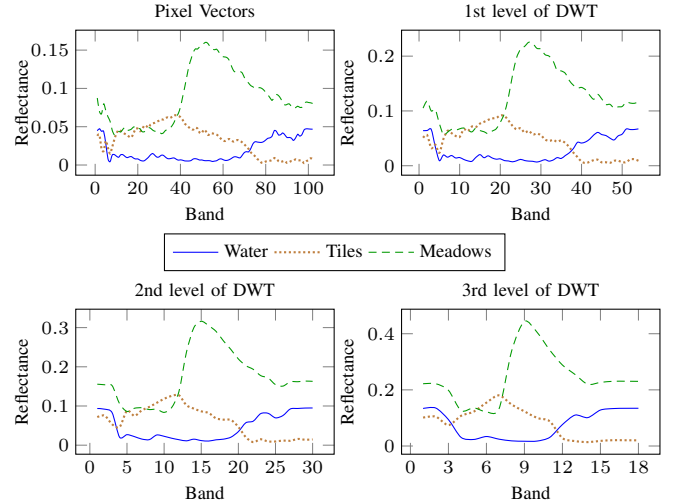 Pixel Vectors
Reflectance
0.15
0.1
0.05
0
0 20 40 60 80 100
Band
1st level of DWT
Reflectance
0.2
0.1
0
0 10 20 30 40 50
Band
Water Tiles Meadows
2nd level of DWT
Reflectance
0.3
0.2
0.1
0
0 5 10 15 20 25 30
Band
3rd level of DWT
Reflectance
0.4
0.2
0
0 3 6 9 12 15 18
Band